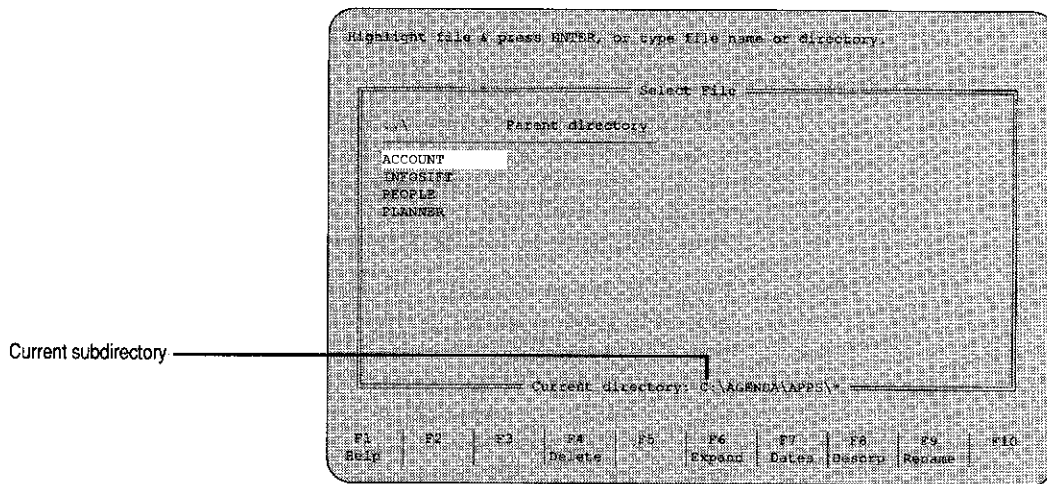 Highlight file & press ENTER, or type file name or directory.
Select File
..\ Parent directory
ACCOUNT
INFOSIFT
PEOPLE
PLANNER
Current subdirectory
Current directory: C:\AGENDA\APPS\*
F1 F2 F3 F4 F5 F6 F7 F8 F9 F10
Help Delete Expand Dates Descrp Rename